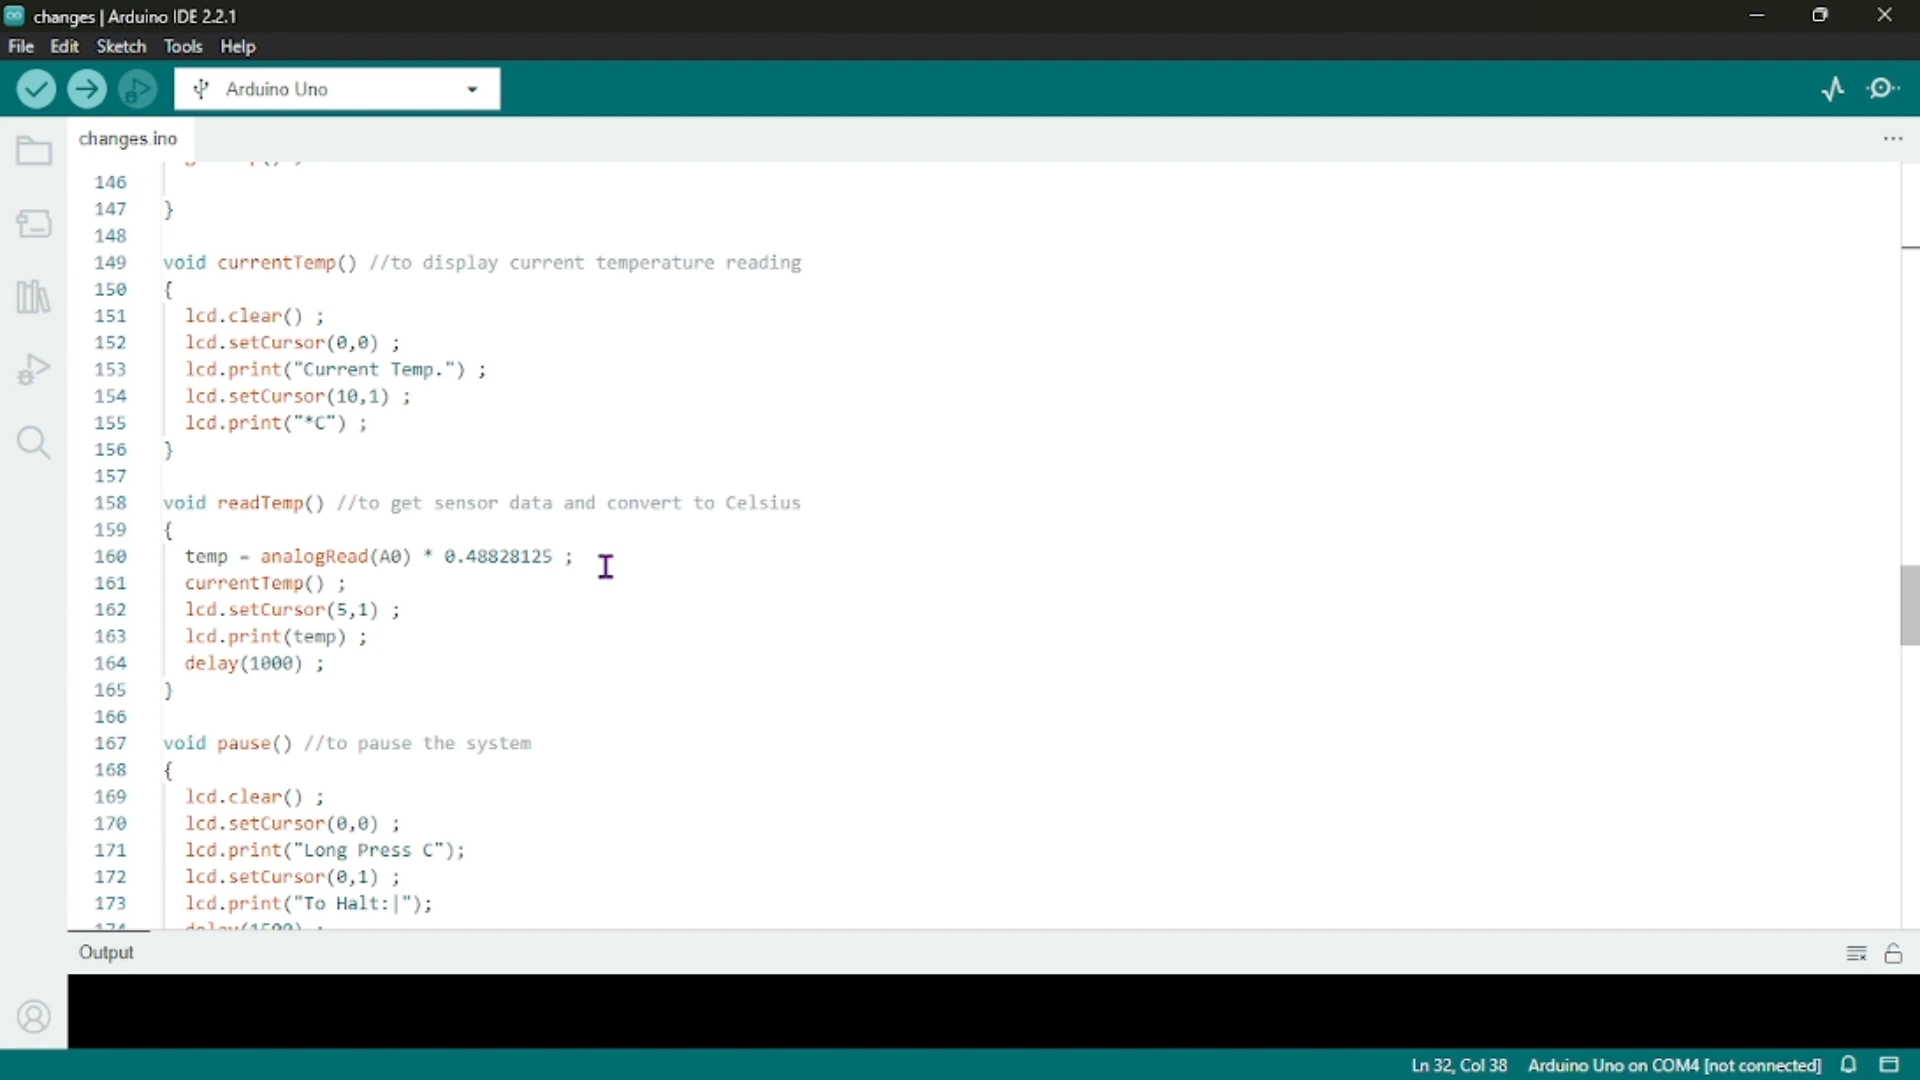 changes | Arduino IDE 2.2.1
File Edit Sketch Tools Help
Arduino Uno
changes.ino
146
147 }
148
149 void currentTemp() //to display current temperature reading
150 {
151 lcd.clear() ;
152 lcd.setCursor(0,0) ;
153 lcd.print("Current Temp.") ;
154 lcd.setCursor(10,1) ;
155 lcd.print("*C") ;
156 }
157
158 void readTemp() //to get sensor data and convert to Celsius
159 {
160 temp = analogRead(A0) * 0.48828125 ;
161 currentTemp() ;
162 lcd.setCursor(5,1) ;
163 lcd.print(temp) ;
164 delay(1000) ;
165 }
166
167 void pause() //to pause the system
168 {
169 lcd.clear() ;
170 lcd.setCursor(0,0) ;
171 lcd.print("Long Press C");
172 lcd.setCursor(0,1) ;
173 lcd.print("To Halt:|");
174 delay(1500) ;
Output
Ln 32, Col 38 Arduino Uno on COM4 [not connected]